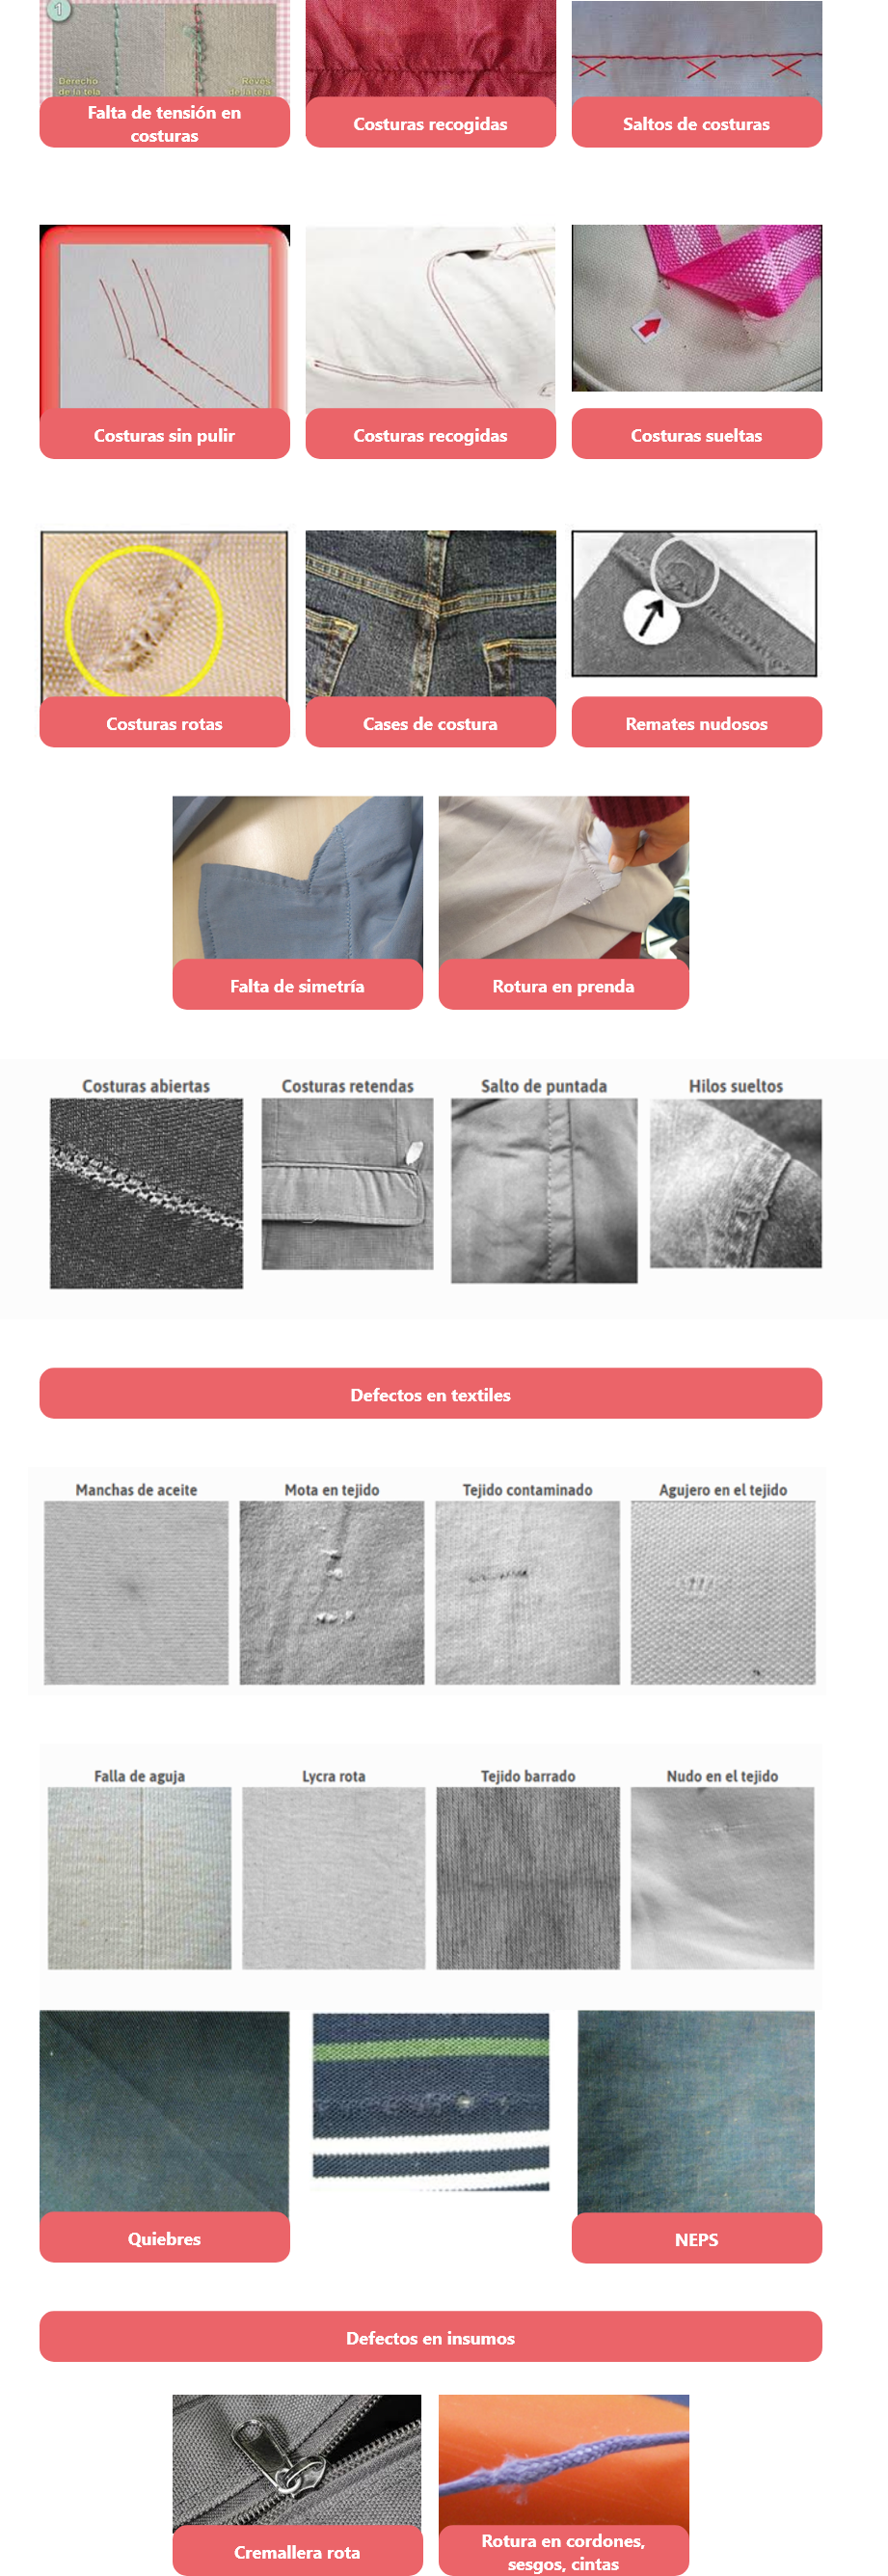 1
Derecho
de la tela
Revés
de la tela
Falta de tensión en
costuras
Costuras recogidas
Saltos de costuras
Costuras sin pulir
Costuras recogidas
Costuras sueltas
Costuras rotas
Cases de costura
Remates nudosos
Falta de simetría
Rotura en prenda
Costuras abiertas
Costuras retendas
Salto de puntada
Hilos sueltos
Defectos en textiles
Manchas de aceite
Mota en tejido
Tejido contaminado
Agujero en el tejido
Falla de aguja
Lycra rota
Tejido barrado
Nudo en el tejido
Quiebres
NEPS
Defectos en insumos
Cremallera rota
Rotura en cordones,
sesgos, cintas